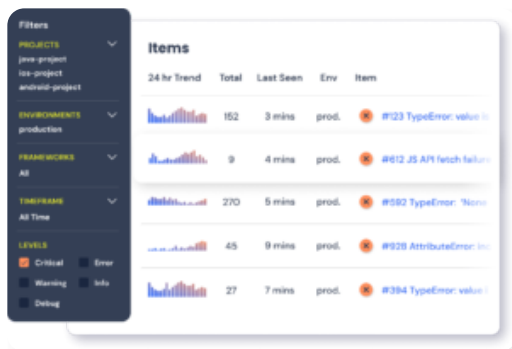 Filters
PROJECTS
java-project
ios-project
android-project
ENVIRONMENTS
production
FRAMEWORKS
All
TIMEFRAME
All Time
LEVELS
Critical Error
Warning Info
Debug
Items
24 hr Trend Total Last Seen Env Item
152 3 mins prod. #123 TypeError: value is
9 4 mins prod. #612 JS API fetch failure
270 5 mins prod. #592 TypeError: "None
45 9 mins prod. #928 AttributeError: Inc
27 7 mins prod. #394 TypeError: value i